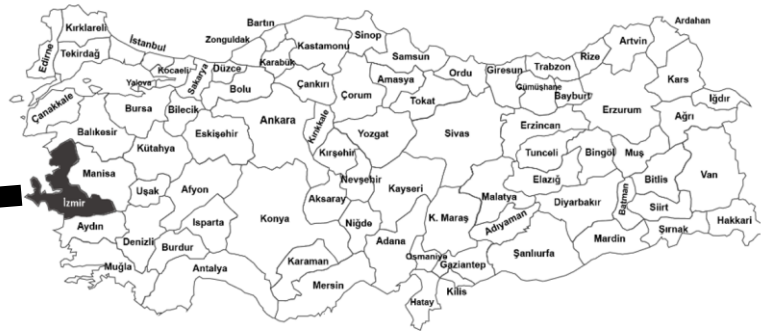 Kırklareli
Edirne
Tekirdağ
İstanbul
Kocaeli
Yalova
Sakarya
Düzce
Zonguldak
Bartın
Karabük
Bolu
Kastamonu
Sinop
Samsun
Çankırı
Çorum
Amasya
Tokat
Ordu
Giresun
Gümüşhane
Trabzon
Bayburt
Rize
Artvin
Ardahan
Kars
Iğdır
Ağrı
Erzurum
Erzincan
Çanakkale
Balıkesir
Bursa
Bilecik
Kütahya
Eskişehir
Ankara
Kırıkkale
Kırşehir
Yozgat
Sivas
Tunceli
Bingöl
Muş
Bitlis
Van
Manisa
İzmir
Uşak
Afyon
Konya
Aksaray
Nevşehir
Niğde
Kayseri
K. Maraş
Malatya
Elazığ
Adıyaman
Diyarbakır
Batman
Siirt
Şırnak
Hakkari
Mardin
Şanlıurfa
Aydın
Denizli
Burdur
Isparta
Muğla
Antalya
Karaman
Mersin
Adana
Osmaniye
Gaziantep
Kilis
Hatay